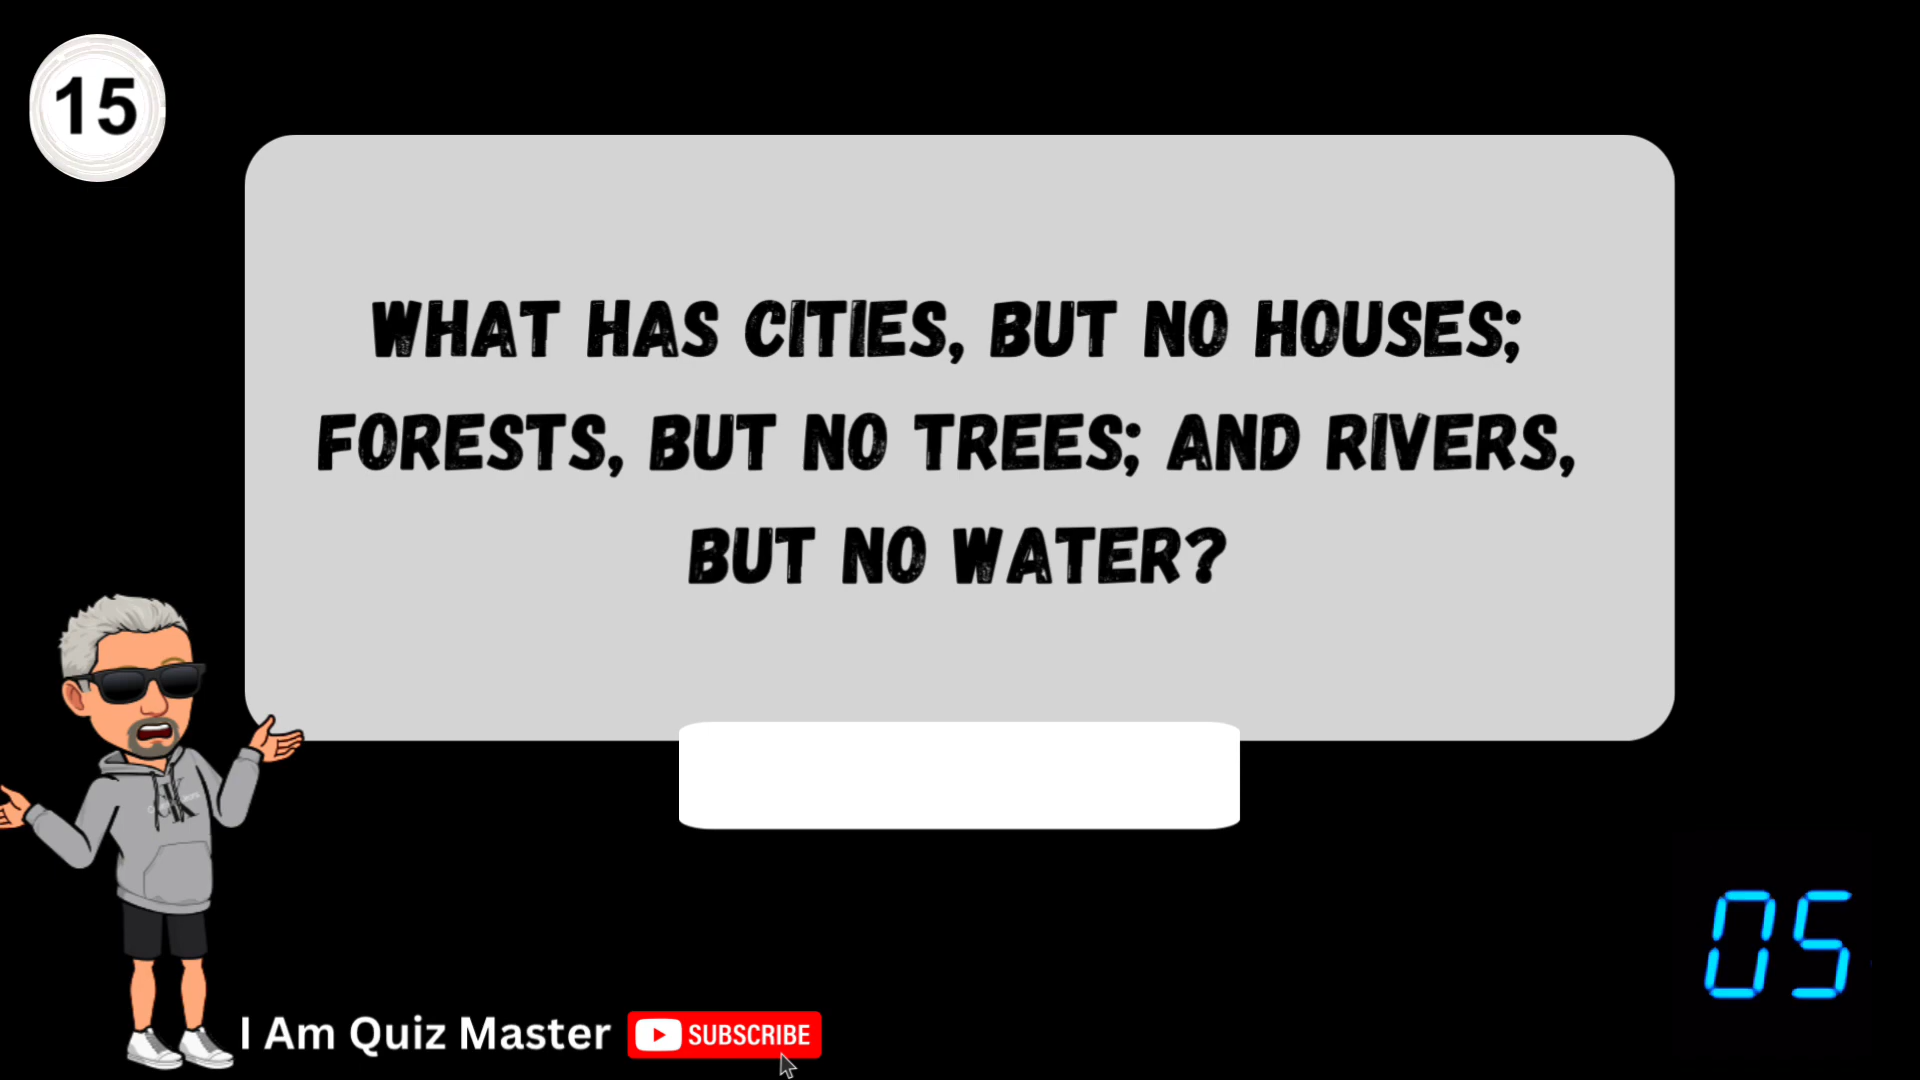 15
WHAT HAS CITIES, BUT NO HOUSES;
FORESTS, BUT NO TREES; AND RIVERS,
BUT NO WATER?
05
I Am Quiz Master SUBSCRIBE